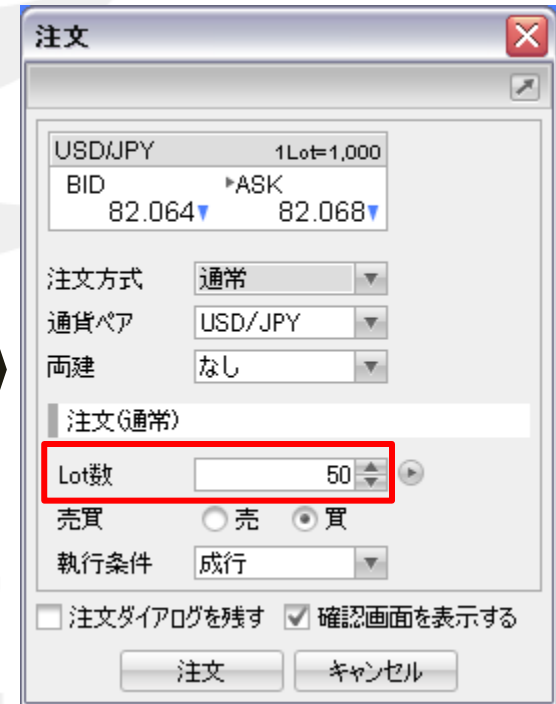 注文
USD/JPY 1Lot=1,000
BID ▶ASK
82.064▼ 82.068▼
注文方式 通常
通貨ペア USD/JPY
両建 なし
注文(通常)
Lot数 50
売買 売 買
執行条件 成行
注文ダイアログを残す 確認画面を表示する
注文 キャンセル